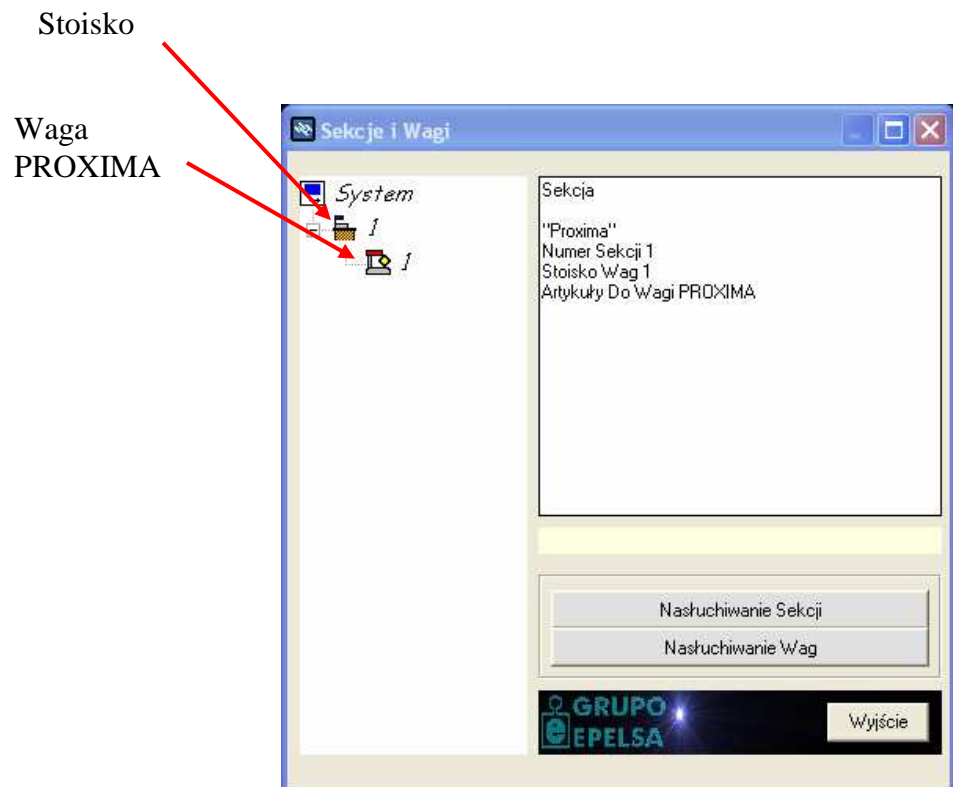 Stoisko
Waga
PROXIMA
Sekcje i Wagi
System
1
1
Sekcja
"Proxima"
Numer Sekcji 1
Stoisko Wag 1
Artykuły Do Wagi PROXIMA
Nasłuchiwanie Sekcji
Nasłuchiwanie Wag
GRUPO
EPELSA
Wyjście